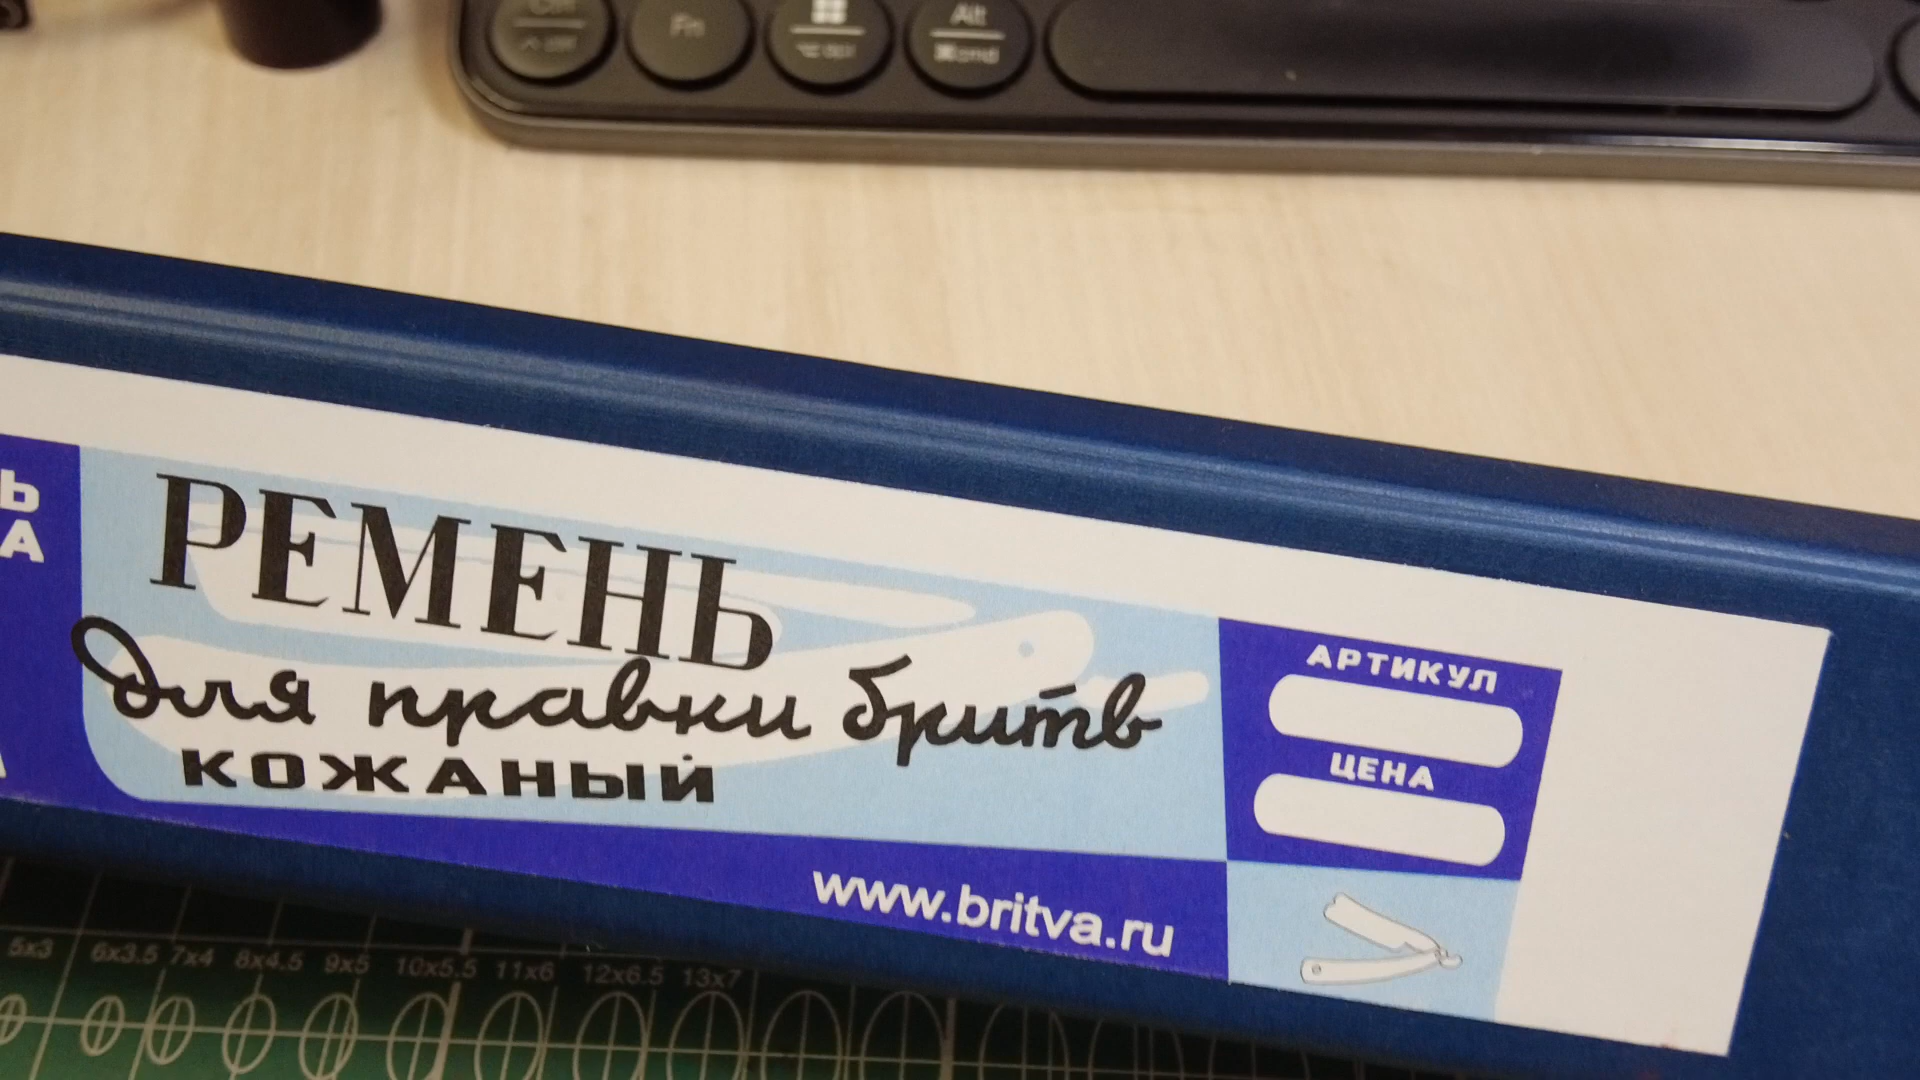 Fn
Alt
cmd
Ь
А
РЕМЕНЬ
для правки бритв
КОЖАНЫЙ
www.britva.ru
АРТИКУЛ
ЦЕНА
5x3 6x3.5 7x4 8x4.5 9x5 10x5.5 11x6 12x6.5 13x7